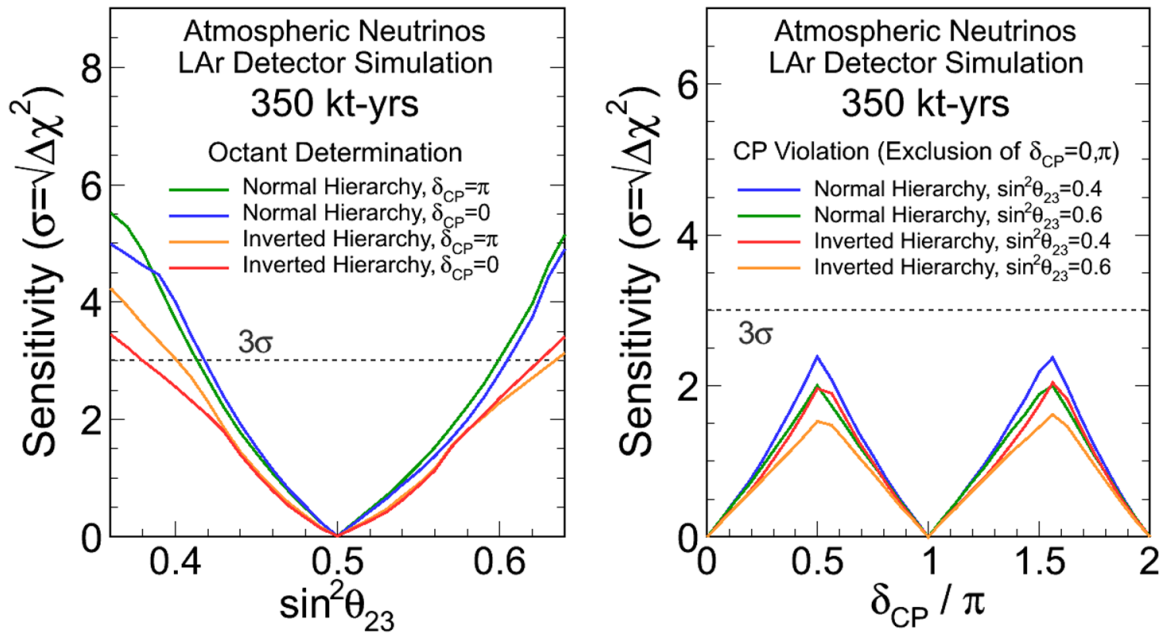 Atmospheric Neutrinos
LAr Detector Simulation
350 kt-yrs
Octant Determination
Normal Hierarchy, δCP=π
Normal Hierarchy, δCP=0
Inverted Hierarchy, δCP=π
Inverted Hierarchy, δCP=0
3σ
Sensitivity (σ=√Δχ²)
8
6
4
2
0
0.4
0.5
0.6
sin²θ23
Atmospheric Neutrinos
LAr Detector Simulation
350 kt-yrs
CP Violation (Exclusion of δCP=0,π)
Normal Hierarchy, sin²θ23=0.4
Normal Hierarchy, sin²θ23=0.6
Inverted Hierarchy, sin²θ23=0.4
Inverted Hierarchy, sin²θ23=0.6
3σ
Sensitivity (σ=√Δχ²)
6
4
2
0
0
0.5
1
1.5
2
δCP / π